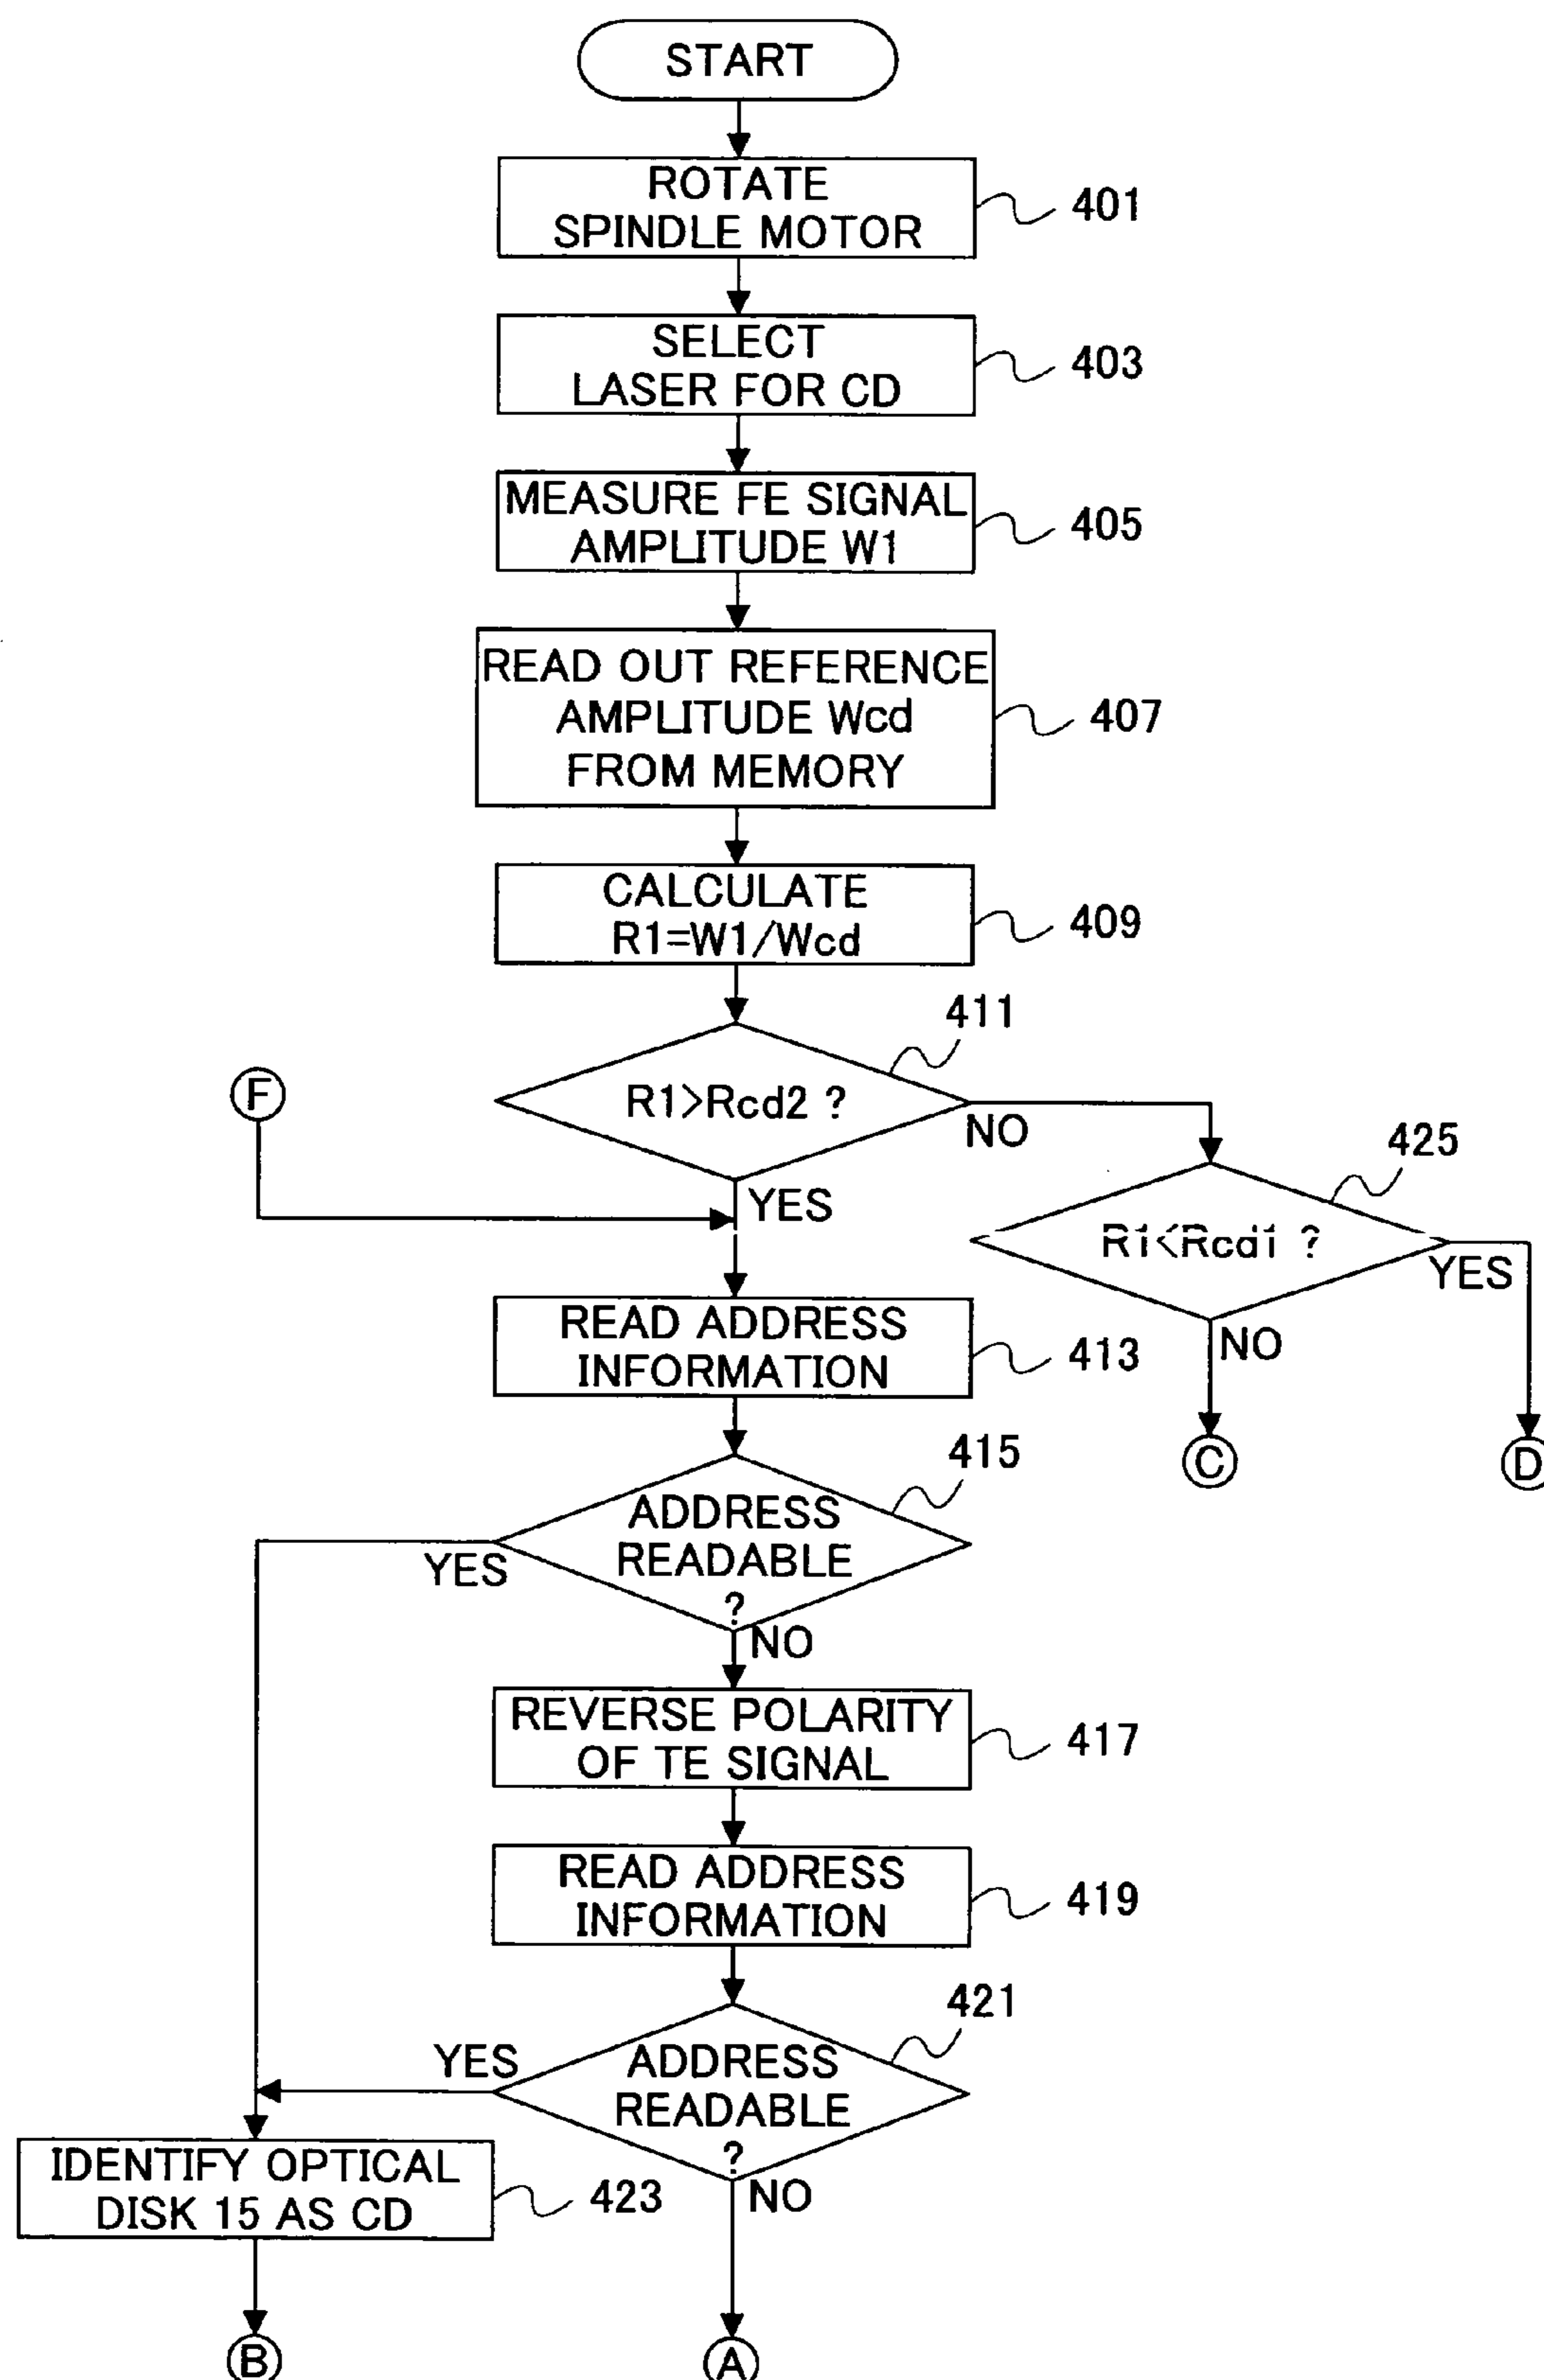 START
ROTATE
SPINDLE MOTOR
401
SELECT
LASER FOR CD
403
MEASURE FE SIGNAL
AMPLITUDE W1
405
READ OUT REFERENCE
AMPLITUDE Wcd
FROM MEMORY
407
CALCULATE
R1=W1/Wcd
409
411
R1>Rcd2 ?
NO
F
YES
425
R1<Rcd1 ?
YES
NO
C
D
READ ADDRESS
INFORMATION
413
415
ADDRESS
READABLE
?
YES
NO
REVERSE POLARITY
OF TE SIGNAL
417
READ ADDRESS
INFORMATION
419
421
ADDRESS
READABLE
?
YES
NO
IDENTIFY OPTICAL
DISK 15 AS CD
423
B
A